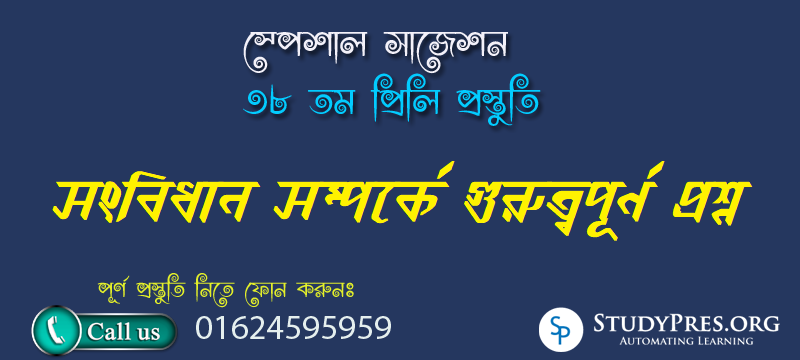 স্পেশাল সাজেশন
৩৮ তম প্রিলি প্রস্তুতি
সংবিধান সম্পর্কে গুরুত্বপূর্ন প্রশ্ন
পূর্ণ প্রস্তুতি নিতে ফোন করুনঃ
Call us 01624595959
SP STUDYPRES.ORG
AUTOMATING LEARNING